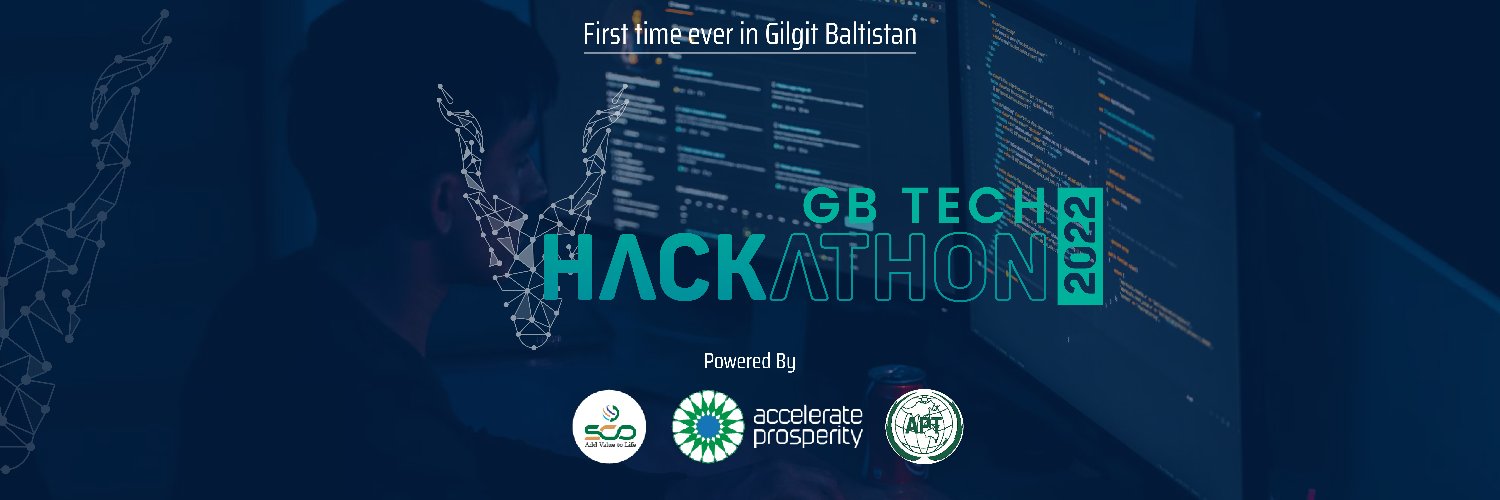 First time ever in Gilgit Baltistan
GB TECH
HACKATHON
2022
Powered By
SCO
Add Value to Life
accelerate
prosperity
APT